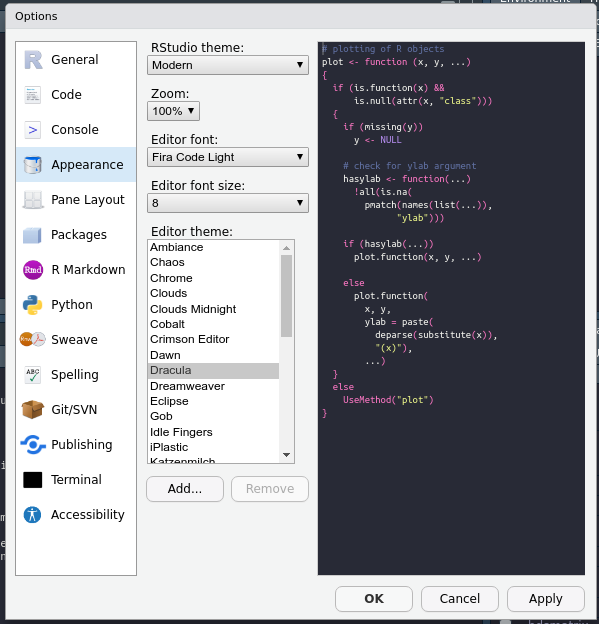 Options
General
Code
Console
Appearance
Pane Layout
Packages
R Markdown
Python
Sweave
Spelling
Git/SVN
Publishing
Terminal
Accessibility
RStudio theme:
Modern
Zoom:
100%
Editor font:
Fira Code Light
Editor font size:
8
Editor theme:
Ambiance
Chaos
Chrome
Clouds
Clouds Midnight
Cobalt
Crimson Editor
Dawn
Dracula
Dreamweaver
Eclipse
Gob
Idle Fingers
iPlastic
Katzenmilch
Add...
Remove
# plotting of R objects
plot <- function (x, y, ...)
{
  if (is.function(x) &&
      is.null(attr(x, "class")))
  {
    if (missing(y))
      y <- NULL

    # check for ylab argument
    hasylab <- function(...)
      !all(is.na(
        pmatch(names(list(...)),
              "ylab")))

    if (hasylab(...))
      plot.function(x, y, ...)

    else
      plot.function(
        x, y,
        ylab = paste(
          deparse(substitute(x)),
          "(x)"),
        ...)
  }
  else
    UseMethod("plot")
}
OK
Cancel
Apply